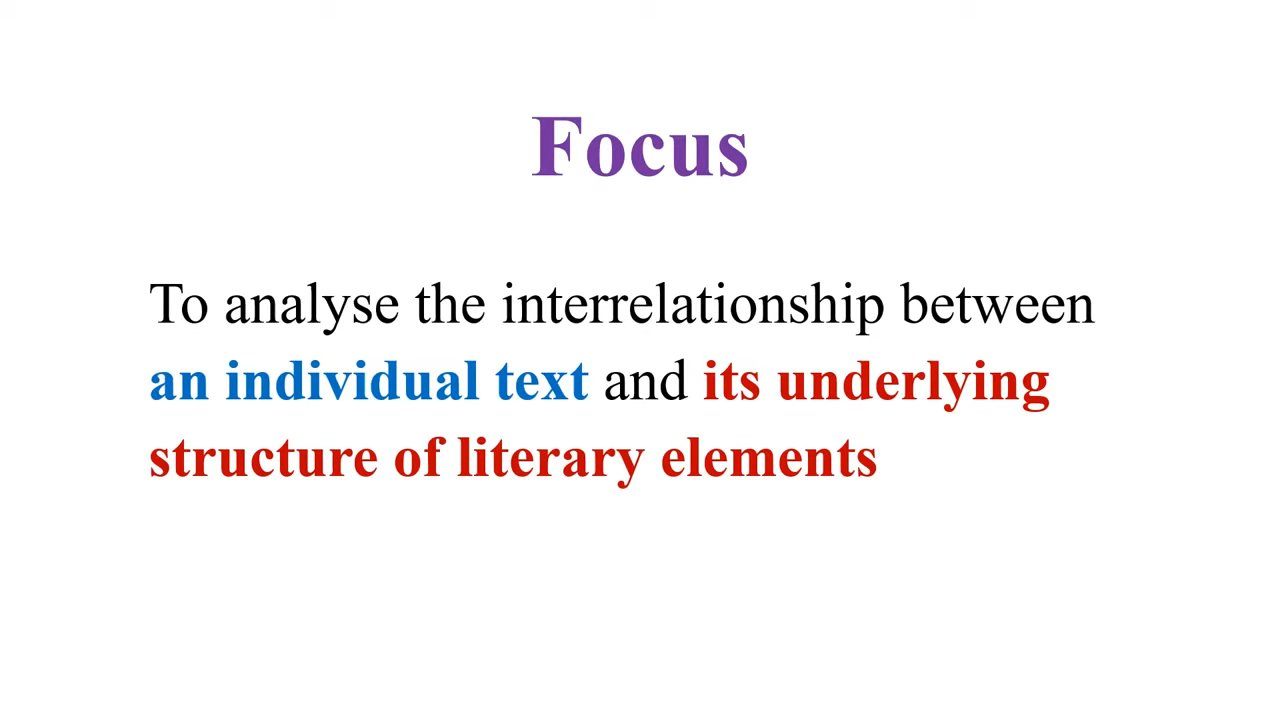 Focus
To analyse the interrelationship between
an individual text and its underlying
structure of literary elements